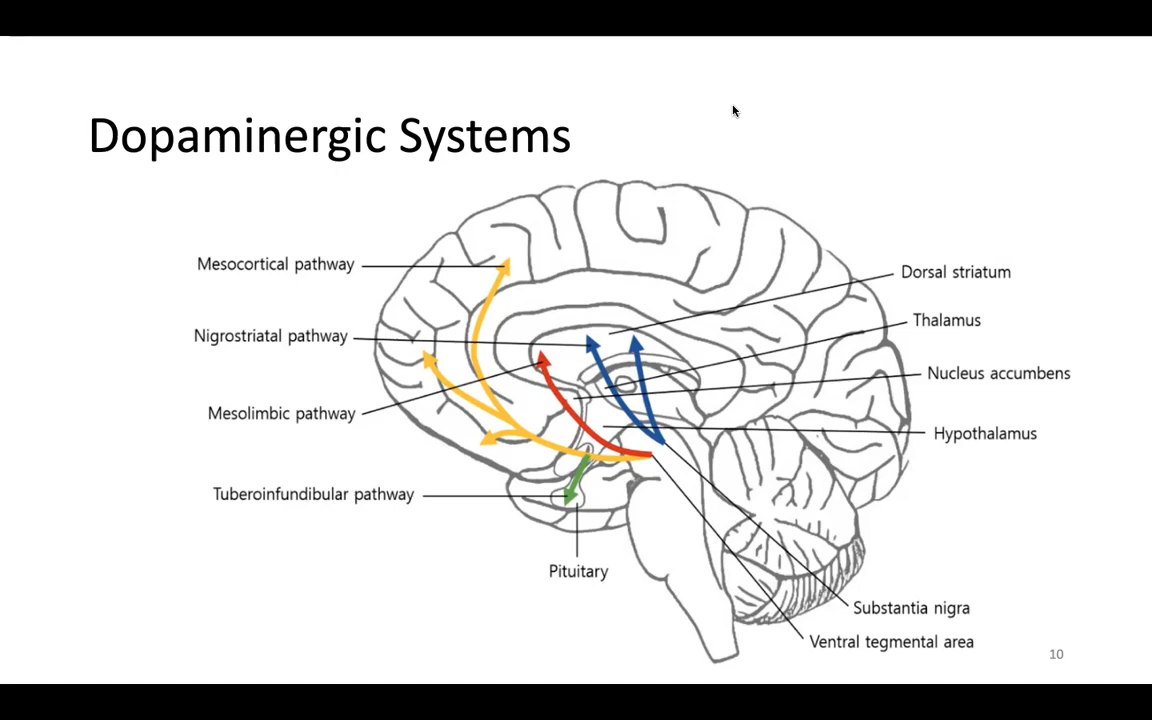 Dopaminergic Systems
Mesocortical pathway
Nigrostriatal pathway
Mesolimbic pathway
Tuberoinfundibular pathway
Pituitary
Dorsal striatum
Thalamus
Nucleus accumbens
Hypothalamus
Substantia nigra
Ventral tegmental area
10